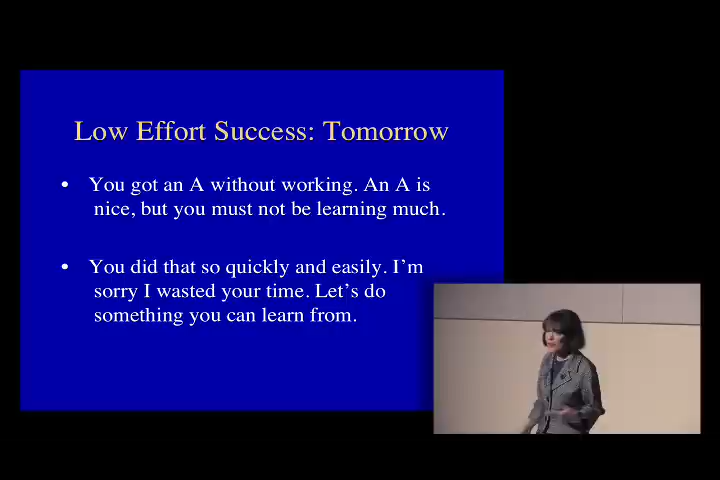 Low Effort Success: Tomorrow
• You got an A without working. An A is
nice, but you must not be learning much.
• You did that so quickly and easily. I'm
sorry I wasted your time. Let's do
something you can learn from.